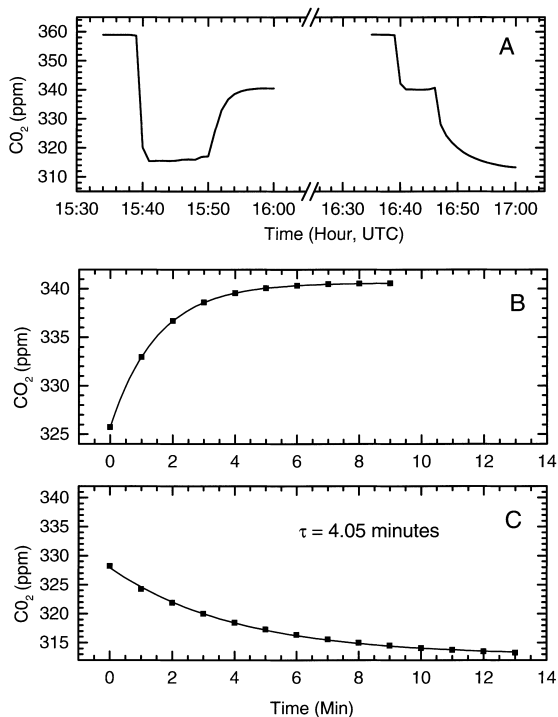 360
350
340
330
320
310
C0₂ (ppm)
A
15:30 15:40 15:50 16:00 16:30 16:40 16:50 17:00
Time (Hour, UTC)
340
335
330
325
CO₂ (ppm)
B
0 2 4 6 8 10 12 14
340
335
330
325
320
315
C0₂ (ppm)
C
τ = 4.05 minutes
0 2 4 6 8 10 12 14
Time (Min)